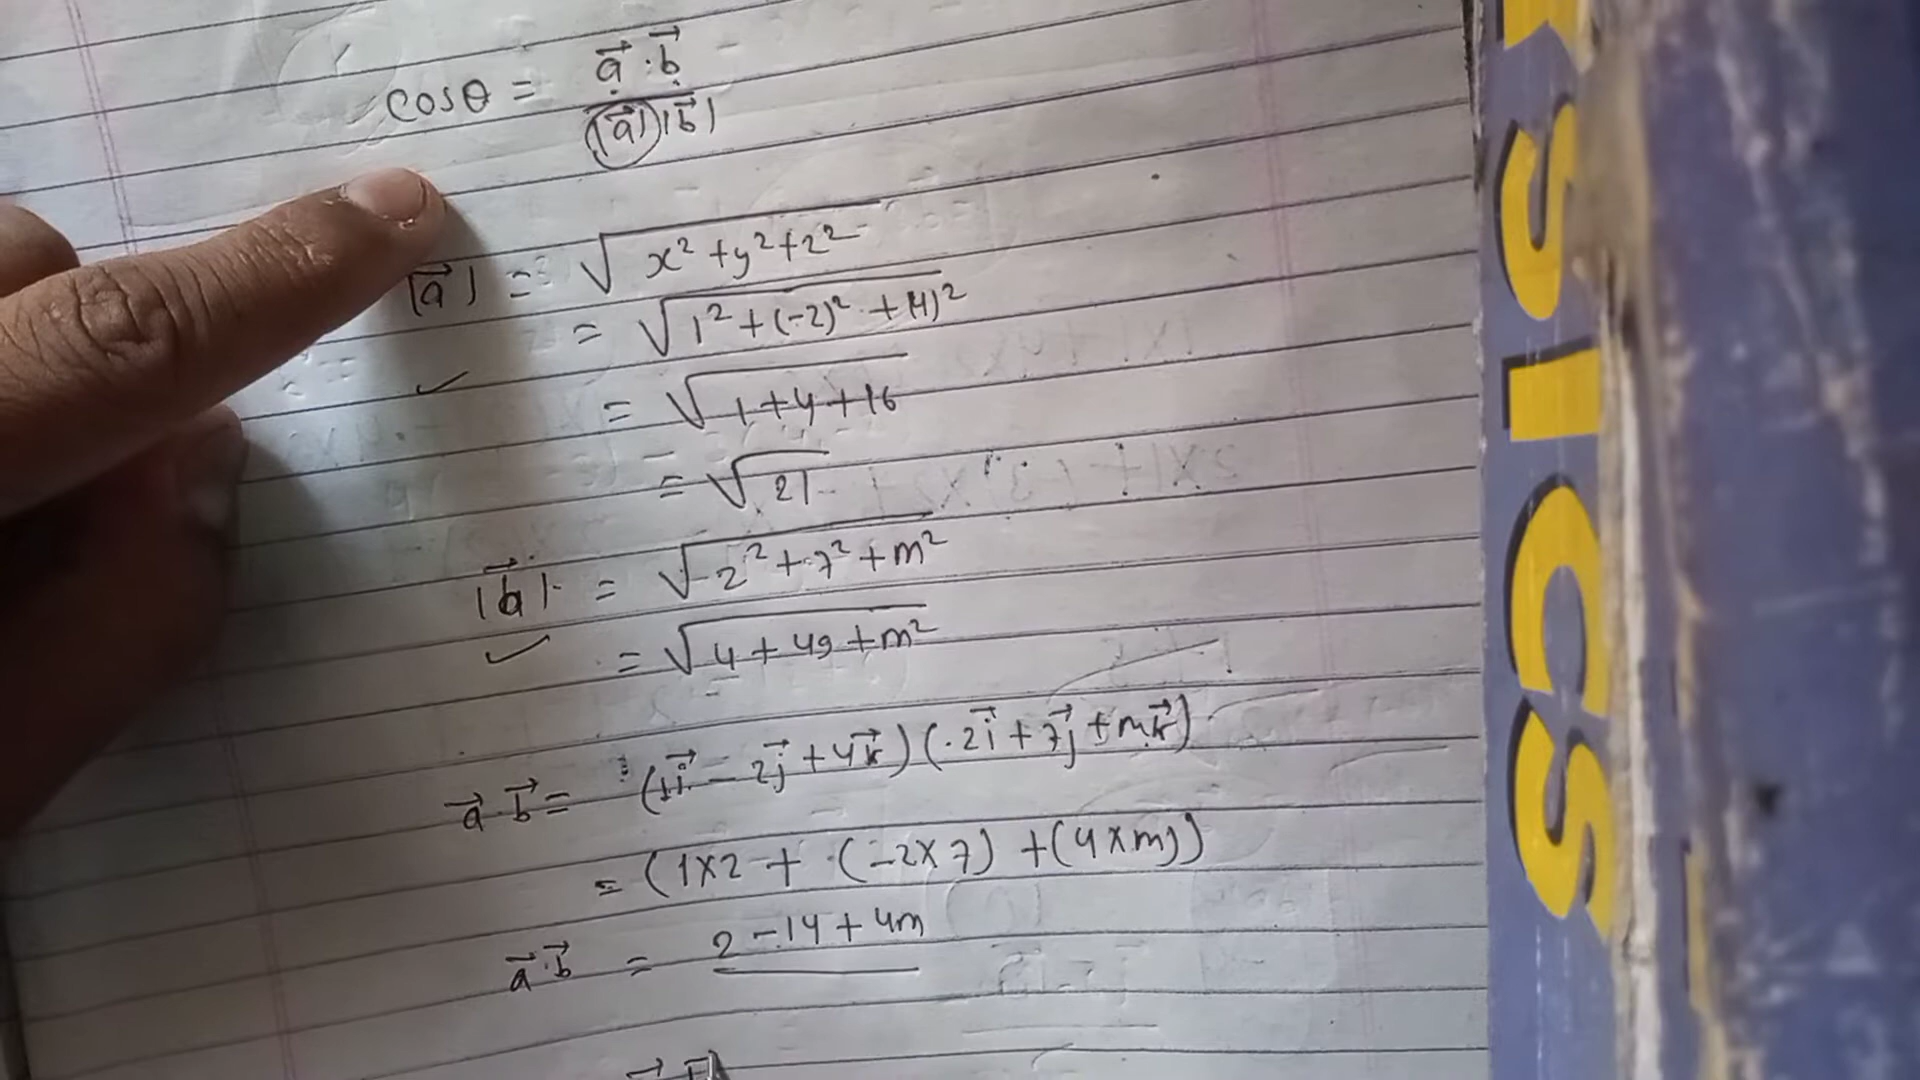 cosθ = a⃗ . b⃗ / |a⃗| |b⃗|
|a⃗| = √x² + y² + z²
= √1² + (-2)² + (4)²
= √1 + 4 + 16
= √21
|b⃗| = √2² + 7² + m²
= √4 + 49 + m²
a⃗ . b⃗ = (1i⃗ - 2j⃗ + 4k⃗) (2i⃗ + 7j⃗ + mk⃗)
= (1×2 + (-2×7) + (4×m))
a⃗ . b⃗ = 2 - 14 + 4m
SICS